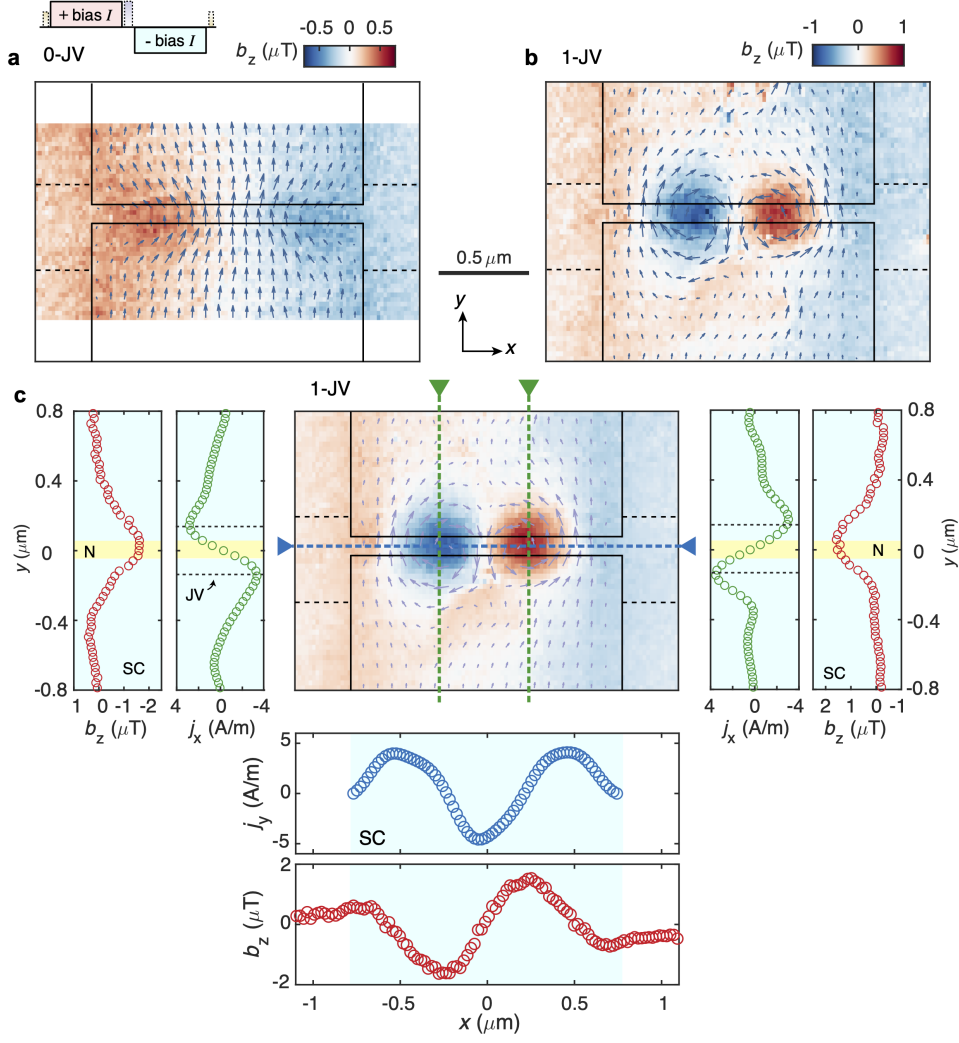 + bias I
- bias I
a
0-JV
b_z (μT)
-0.5 0 0.5
b
1-JV
b_z (μT)
-1 0 1
0.5 μm
y
x
c
1-JV
0.8
0.4
0
-0.4
-0.8
y (μm)
N
SC
JV
1 0 -1 -2
b_z (μT)
4 0 -4
j_x (A/m)
4 0 -4
j_x (A/m)
N
SC
2 1 0 -1
b_z (μT)
0.8
0.4
0
-0.4
-0.8
y (μm)
5
0
-5
j_y (A/m)
SC
2
0
-2
b_z (μT)
-1 -0.5 0 0.5 1
x (μm)